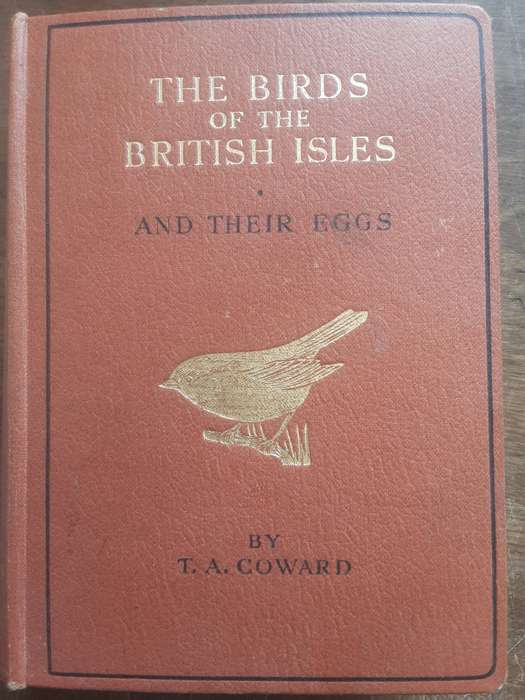 THE BIRDS
OF THE
BRITISH ISLES
AND THEIR EGGS
BY
T. A. COWARD